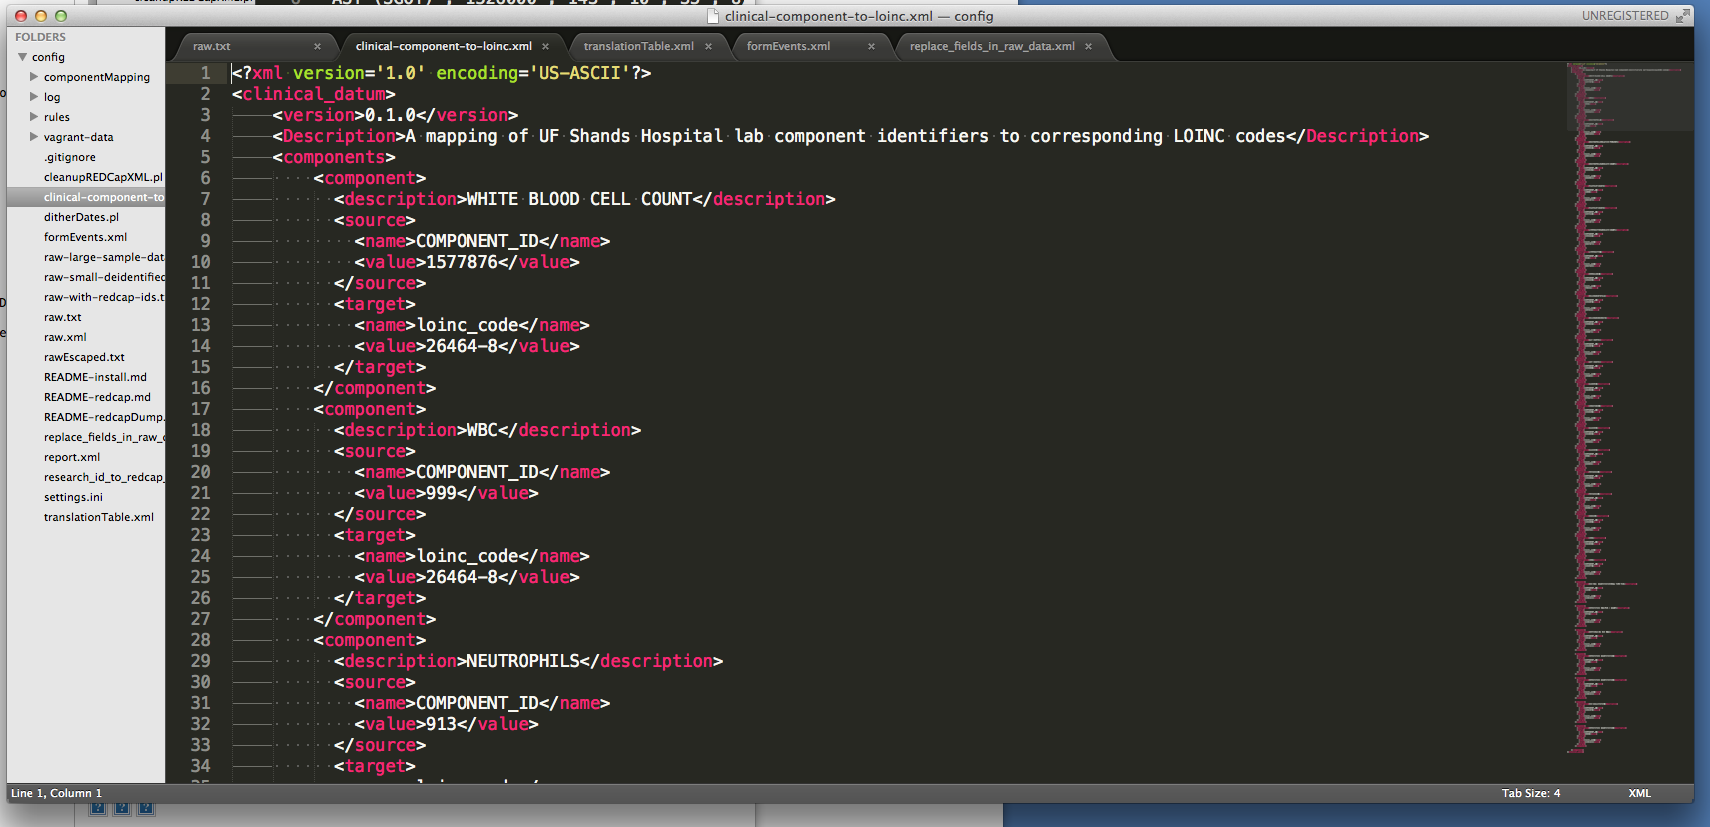 clinical-component-to-loinc.xml — config
UNREGISTERED
FOLDERS
config
componentMapping
log
rules
vagrant-data
.gitignore
cleanupREDCapXML.pl
clinical-component-to
ditherDates.pl
formEvents.xml
raw-large-sample-dat
raw-small-deidentified
raw-with-redcap-ids.t
raw.txt
raw.xml
rawEscaped.txt
README-install.md
README-redcap.md
README-redcapDump.
replace_fields_in_raw_
report.xml
research_id_to_redcap_
settings.ini
translationTable.xml
raw.txt
clinical-component-to-loinc.xml
translationTable.xml
formEvents.xml
replace_fields_in_raw_data.xml
1 <?xml version='1.0' encoding='US-ASCII'?>
2 <clinical_datum>
3 <version>0.1.0</version>
4 <Description>A mapping of UF Shands Hospital lab component identifiers to corresponding LOINC codes</Description>
5 <components>
6 <component>
7 <description>WHITE BLOOD CELL COUNT</description>
8 <source>
9 <name>COMPONENT_ID</name>
10 <value>1577876</value>
11 </source>
12 <target>
13 <name>loinc_code</name>
14 <value>26464-8</value>
15 </target>
16 </component>
17 <component>
18 <description>WBC</description>
19 <source>
20 <name>COMPONENT_ID</name>
21 <value>999</value>
22 </source>
23 <target>
24 <name>loinc_code</name>
25 <value>26464-8</value>
26 </target>
27 </component>
28 <component>
29 <description>NEUTROPHILS</description>
30 <source>
31 <name>COMPONENT_ID</name>
32 <value>913</value>
33 </source>
34 <target>
Line 1, Column 1
Tab Size: 4
XML